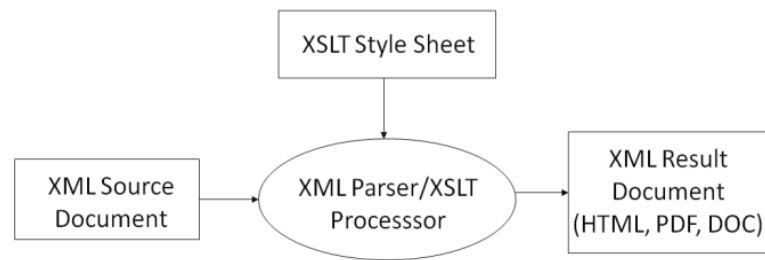 XSLT Style Sheet
XML Source
Document
XML Parser/XSLT
Processsor
XML Result
Document
(HTML, PDF, DOC)